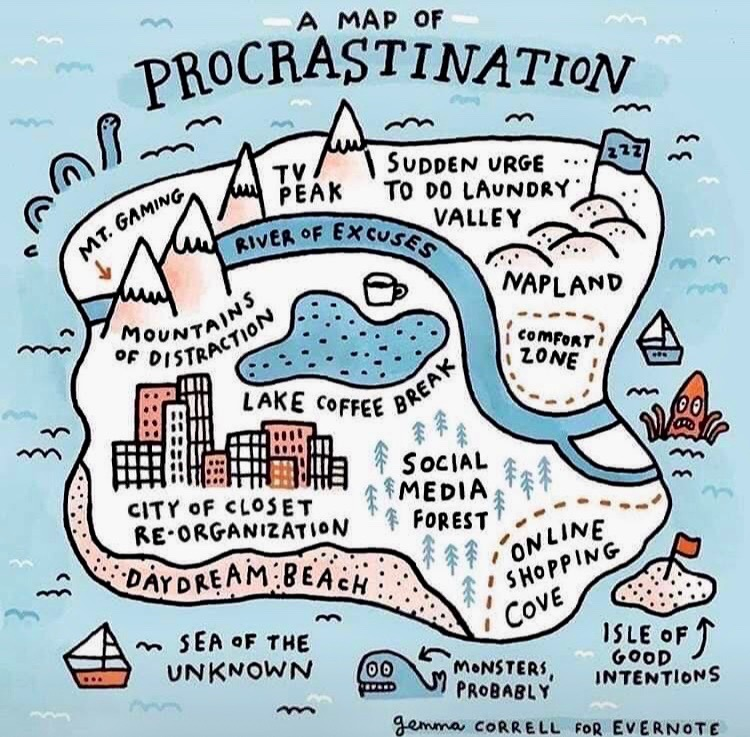 A MAP OF
PROCRASTINATION
zzz
TV
PEAK
SUDDEN URGE
TO DO LAUNDRY
VALLEY
MT. GAMING
RIVER OF EXCUSES
NAPLAND
MOUNTAINS
OF DISTRACTION
COMFORT
ZONE
LAKE COFFEE BREAK
SOCIAL
MEDIA
FOREST
CITY OF CLOSET
RE-ORGANIZATION
ONLINE
SHOPPING
COVE
DAYDREAM BEACH
ISLE OF
GOOD
INTENTIONS
SEA OF THE
UNKNOWN
MONSTERS,
PROBABLY
gemma CORRELL FOR EVERNOTE